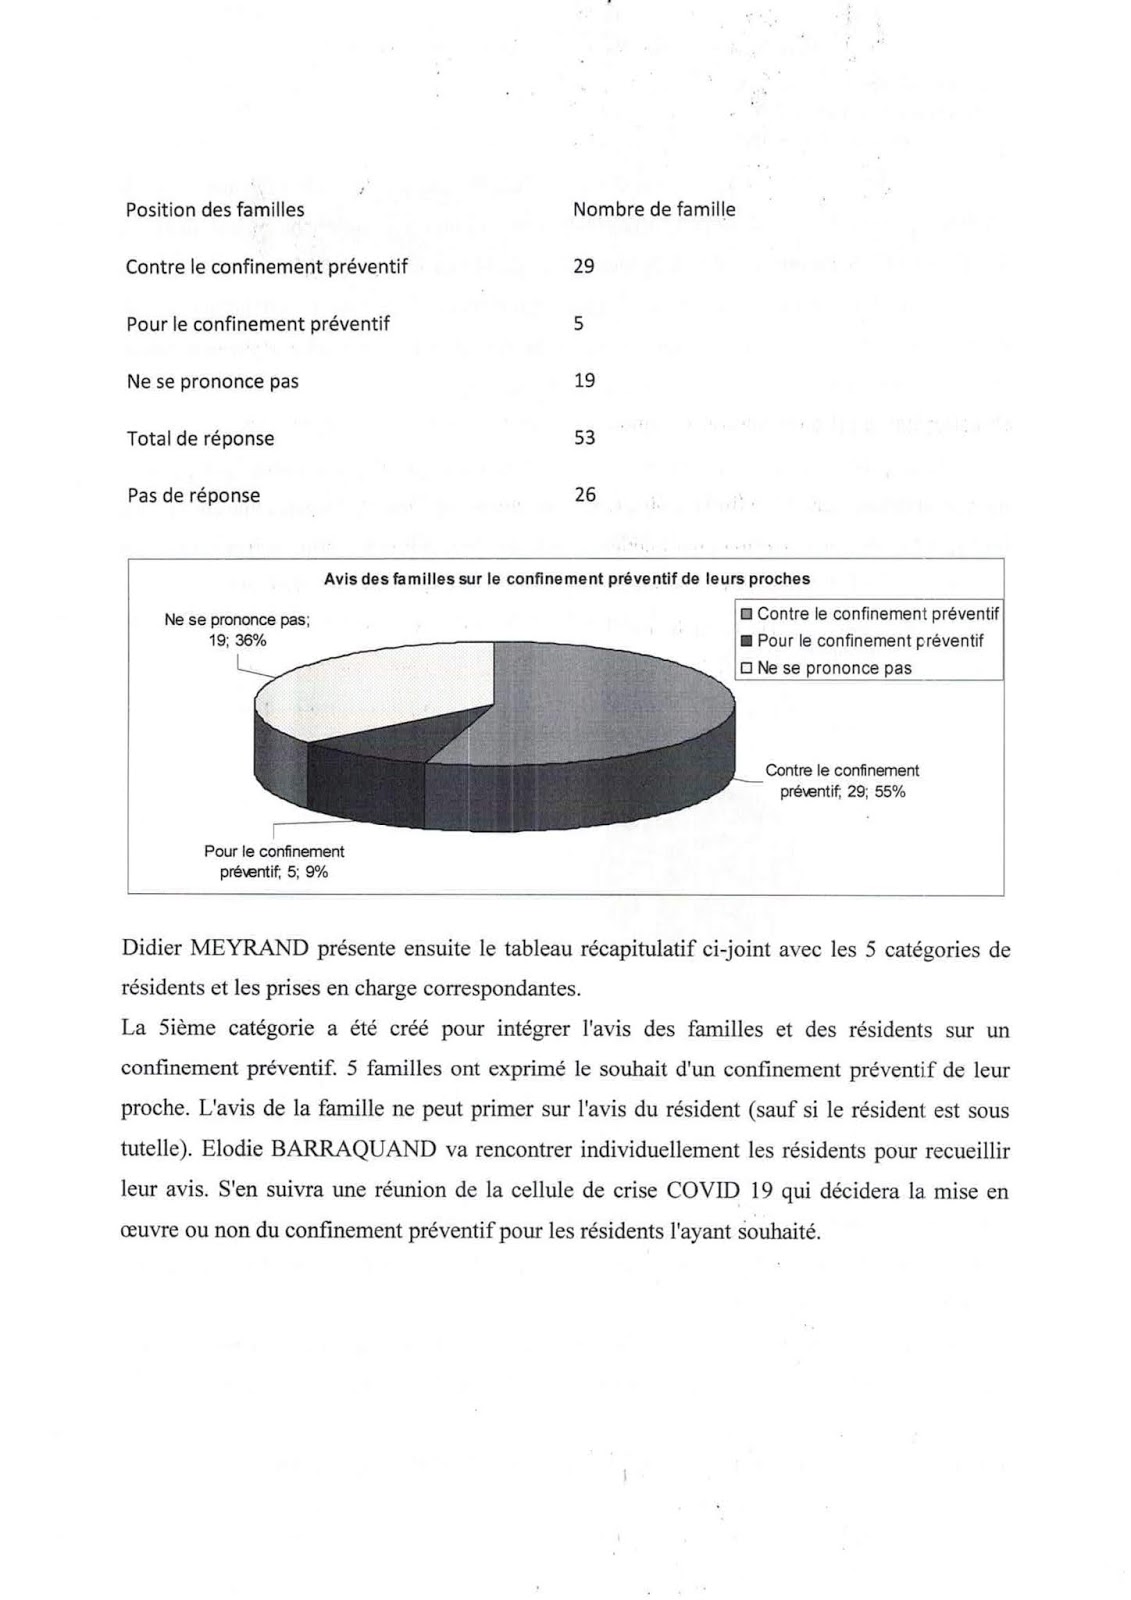 Position des familles Nombre de famille
Contre le confinement préventif 29
Pour le confinement préventif 5
Ne se prononce pas 19
Total de réponse 53
Pas de réponse 26
Avis des familles sur le confinement préventif de leurs proches
Ne se prononce pas;
19; 36%
Contre le confinement préventif
Pour le confinement préventif
Ne se prononce pas
Contre le confinement
préventif; 29; 55%
Pour le confinement
préventif; 5; 9%
Didier MEYRAND présente ensuite le tableau récapitulatif ci-joint avec les 5 catégories de
résidents et les prises en charge correspondantes.
La 5ième catégorie a été créé pour intégrer l'avis des familles et des résidents sur un
confinement préventif. 5 familles ont exprimé le souhait d'un confinement préventif de leur
proche. L'avis de la famille ne peut primer sur l'avis du résident (sauf si le résident est sous
tutelle). Elodie BARRAQUAND va rencontrer individuellement les résidents pour recueillir
leur avis. S'en suivra une réunion de la cellule de crise COVID 19 qui décidera la mise en
œuvre ou non du confinement préventif pour les résidents l'ayant souhaité.